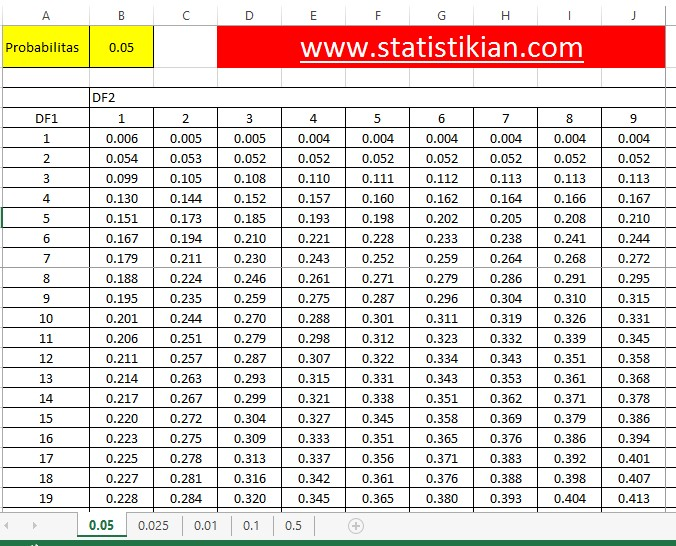 A B C D E F G H I J
Probabilitas 0.05 www.statistikian.com
DF2
DF1 1 2 3 4 5 6 7 8 9
1 0.006 0.005 0.005 0.004 0.004 0.004 0.004 0.004 0.004
2 0.054 0.053 0.052 0.052 0.052 0.052 0.052 0.052 0.052
3 0.099 0.105 0.108 0.110 0.111 0.112 0.113 0.113 0.113
4 0.130 0.144 0.152 0.157 0.160 0.162 0.164 0.166 0.167
5 0.151 0.173 0.185 0.193 0.198 0.202 0.205 0.208 0.210
6 0.167 0.194 0.210 0.221 0.228 0.233 0.238 0.241 0.244
7 0.179 0.211 0.230 0.243 0.252 0.259 0.264 0.268 0.272
8 0.188 0.224 0.246 0.261 0.271 0.279 0.286 0.291 0.295
9 0.195 0.235 0.259 0.275 0.287 0.296 0.304 0.310 0.315
10 0.201 0.244 0.270 0.288 0.301 0.311 0.319 0.326 0.331
11 0.206 0.251 0.279 0.298 0.312 0.323 0.332 0.339 0.345
12 0.211 0.257 0.287 0.307 0.322 0.334 0.343 0.351 0.358
13 0.214 0.263 0.293 0.315 0.331 0.343 0.353 0.361 0.368
14 0.217 0.267 0.299 0.321 0.338 0.351 0.362 0.371 0.378
15 0.220 0.272 0.304 0.327 0.345 0.358 0.369 0.379 0.386
16 0.223 0.275 0.309 0.333 0.351 0.365 0.376 0.386 0.394
17 0.225 0.278 0.313 0.337 0.356 0.371 0.383 0.392 0.401
18 0.227 0.281 0.316 0.342 0.361 0.376 0.388 0.398 0.407
19 0.228 0.284 0.320 0.345 0.365 0.380 0.393 0.404 0.413
0.05 0.025 0.01 0.1 0.5